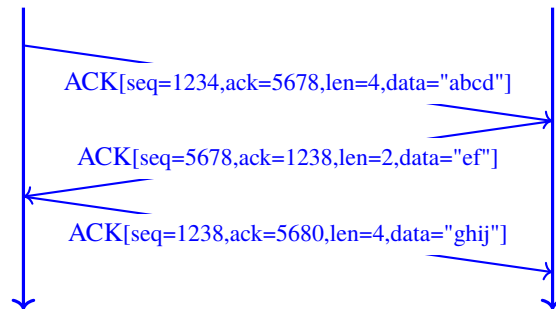 ACK[seq=1234,ack=5678,len=4,data="abcd"]
ACK[seq=5678,ack=1238,len=2,data="ef"]
ACK[seq=1238,ack=5680,len=4,data="ghij"]